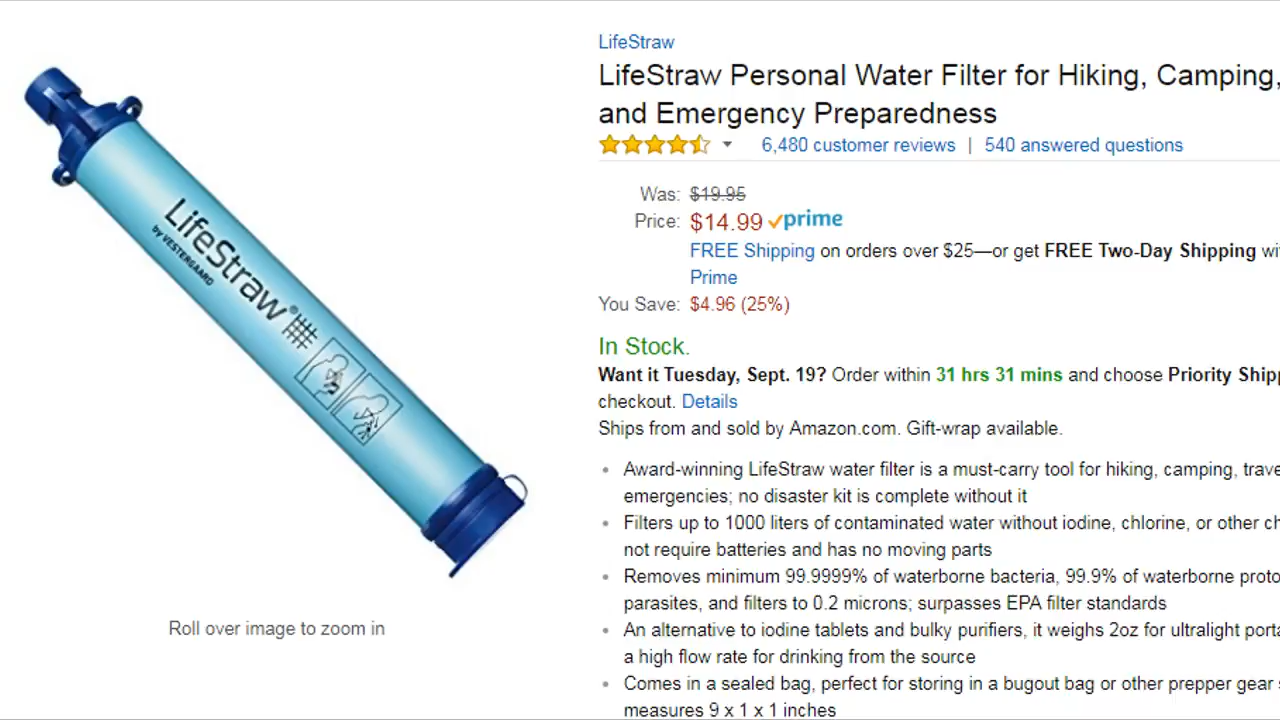 LifeStraw
LifeStraw Personal Water Filter for Hiking, Camping,
and Emergency Preparedness
6,480 customer reviews | 540 answered questions
Was: $19.95
Price: $14.99 prime
FREE Shipping on orders over $25—or get FREE Two-Day Shipping
Prime
You Save: $4.96 (25%)
In Stock.
Want it Tuesday, Sept. 19? Order within 31 hrs 31 mins and choose Priority
checkout. Details
Ships from and sold by Amazon.com. Gift-wrap available.
Award-winning LifeStraw water filter is a must-carry tool for hiking, camping,
emergencies; no disaster kit is complete without it
Filters up to 1000 liters of contaminated water without iodine, chlorine, or other
not require batteries and has no moving parts
Removes minimum 99.9999% of waterborne bacteria, 99.9% of waterborne
parasites, and filters to 0.2 microns; surpasses EPA filter standards
An alternative to iodine tablets and bulky purifiers, it weighs 2oz for ultralight
a high flow rate for drinking from the source
Comes in a sealed bag, perfect for storing in a bugout bag or other prepper gear
measures 9 x 1 x 1 inches
LifeStraw®
by VESTERGAARD
Roll over image to zoom in